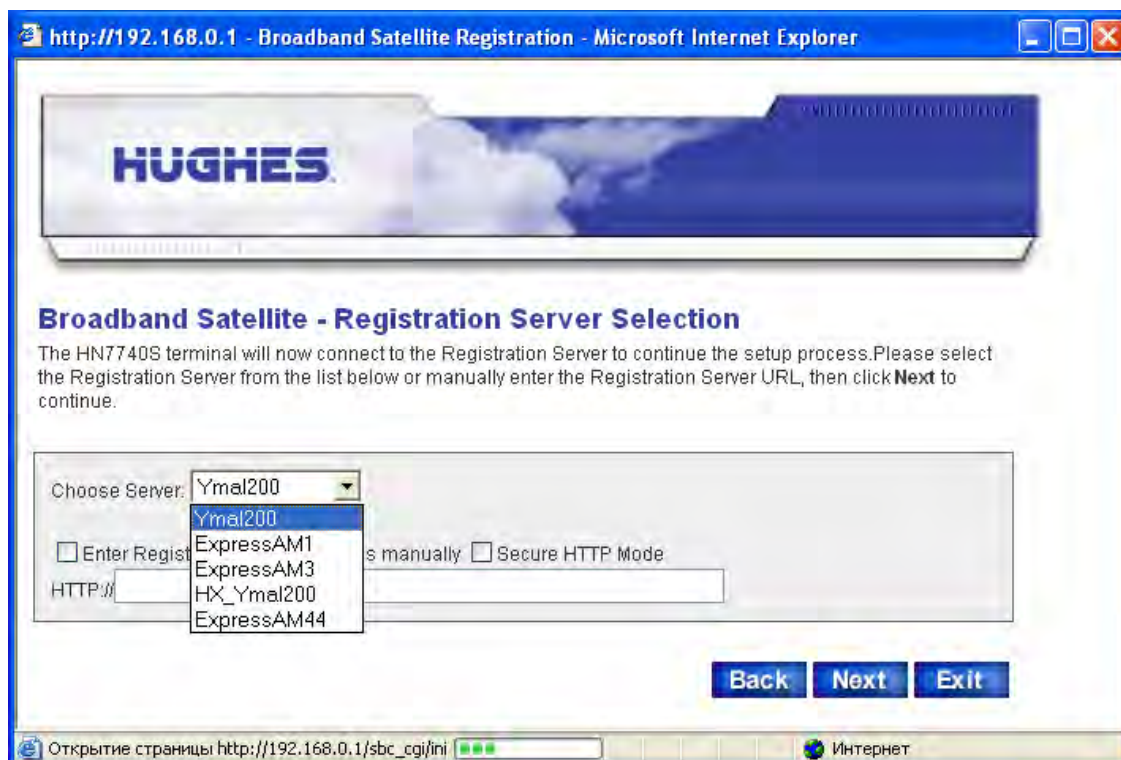 http://192.168.0.1 - Broadband Satellite Registration - Microsoft Internet Explorer
HUGHES
Broadband Satellite - Registration Server Selection
The HN7740S terminal will now connect to the Registration Server to continue the setup process.Please select
the Registration Server from the list below or manually enter the Registration Server URL, then click Next to
continue.
Choose Server: Ymal200
Ymal200
ExpressAM1
ExpressAM3
HX_Ymal200
ExpressAM44
Enter Regist s manually Secure HTTP Mode
HTTP://
Back Next Exit
Открытие страницы http://192.168.0.1/sbc_cgi/ini Интернет